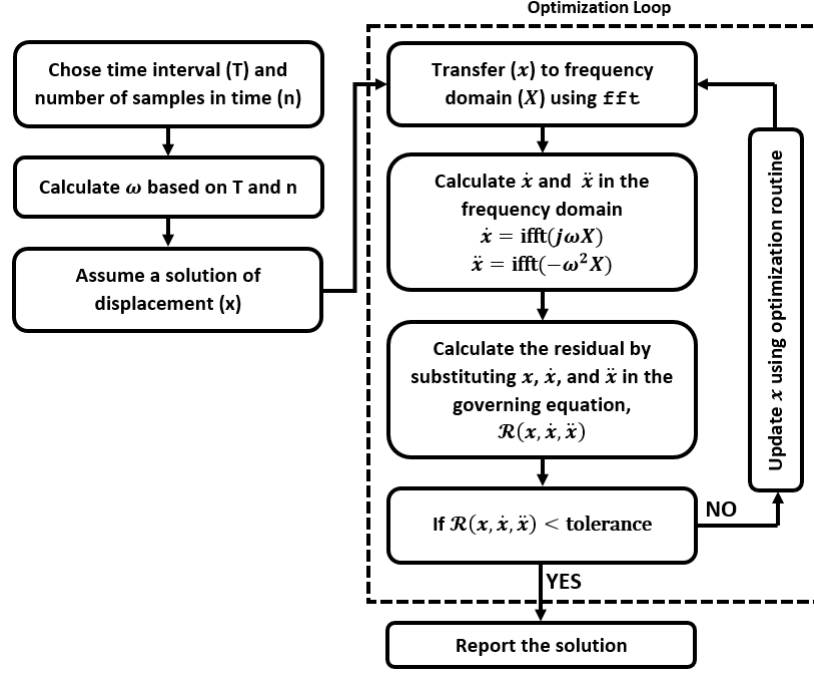 Optimization Loop
Chose time interval (T) and
number of samples in time (n)
Calculate ω based on T and n
Assume a solution of
displacement (x)
Transfer (x) to frequency
domain (X) using fft
Calculate ẋ and ẍ in the
frequency domain
ẋ = ifft(jωX)
ẍ = ifft(−ω²X)
Calculate the residual by
substituting x, ẋ, and ẍ in the
governing equation,
ℛ(x, ẋ, ẍ)
If ℛ(x, ẋ, ẍ) < tolerance
NO
Update x using optimization routine
YES
Report the solution